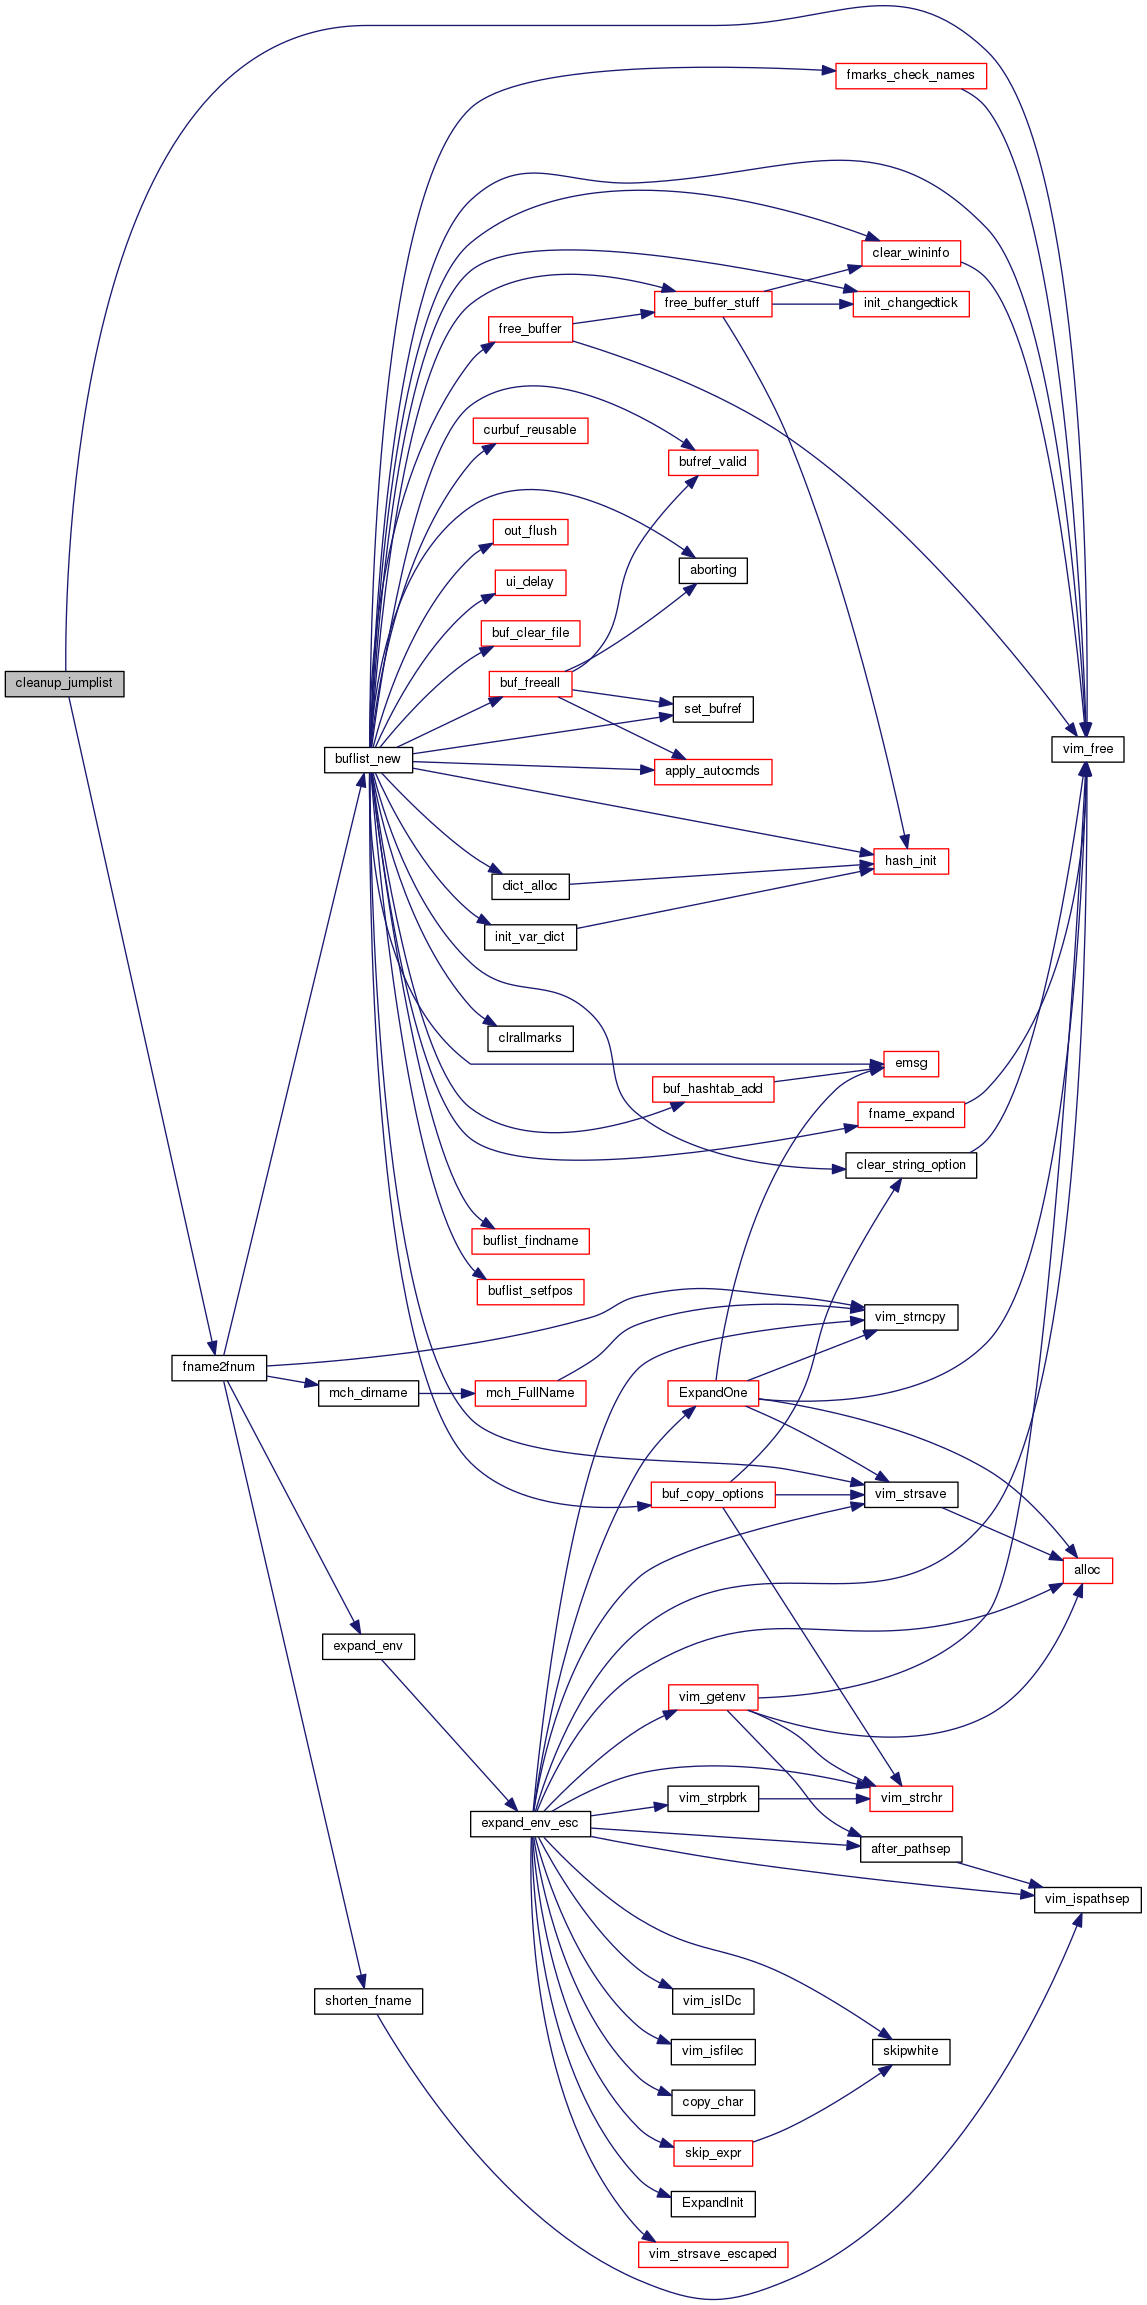 fmarks_check_names
clear_wininfo
free_buffer_stuff
init_changedtick
free_buffer
curbuf_reusable
bufref_valid
out_flush
aborting
ui_delay
buf_clear_file
cleanup_jumplist
buf_freeall
set_bufref
vim_free
buflist_new
apply_autocmds
hash_init
dict_alloc
init_var_dict
clrallmarks
emsg
buf_hashtab_add
fname_expand
clear_string_option
buflist_findname
buflist_setfpos
vim_strncpy
fname2fnum
mch_dirname
mch_FullName
ExpandOne
buf_copy_options
vim_strsave
alloc
expand_env
vim_getenv
vim_strpbrk
vim_strchr
expand_env_esc
after_pathsep
vim_ispathsep
shorten_fname
vim_isIDc
vim_isfilec
skipwhite
copy_char
skip_expr
ExpandInit
vim_strsave_escaped